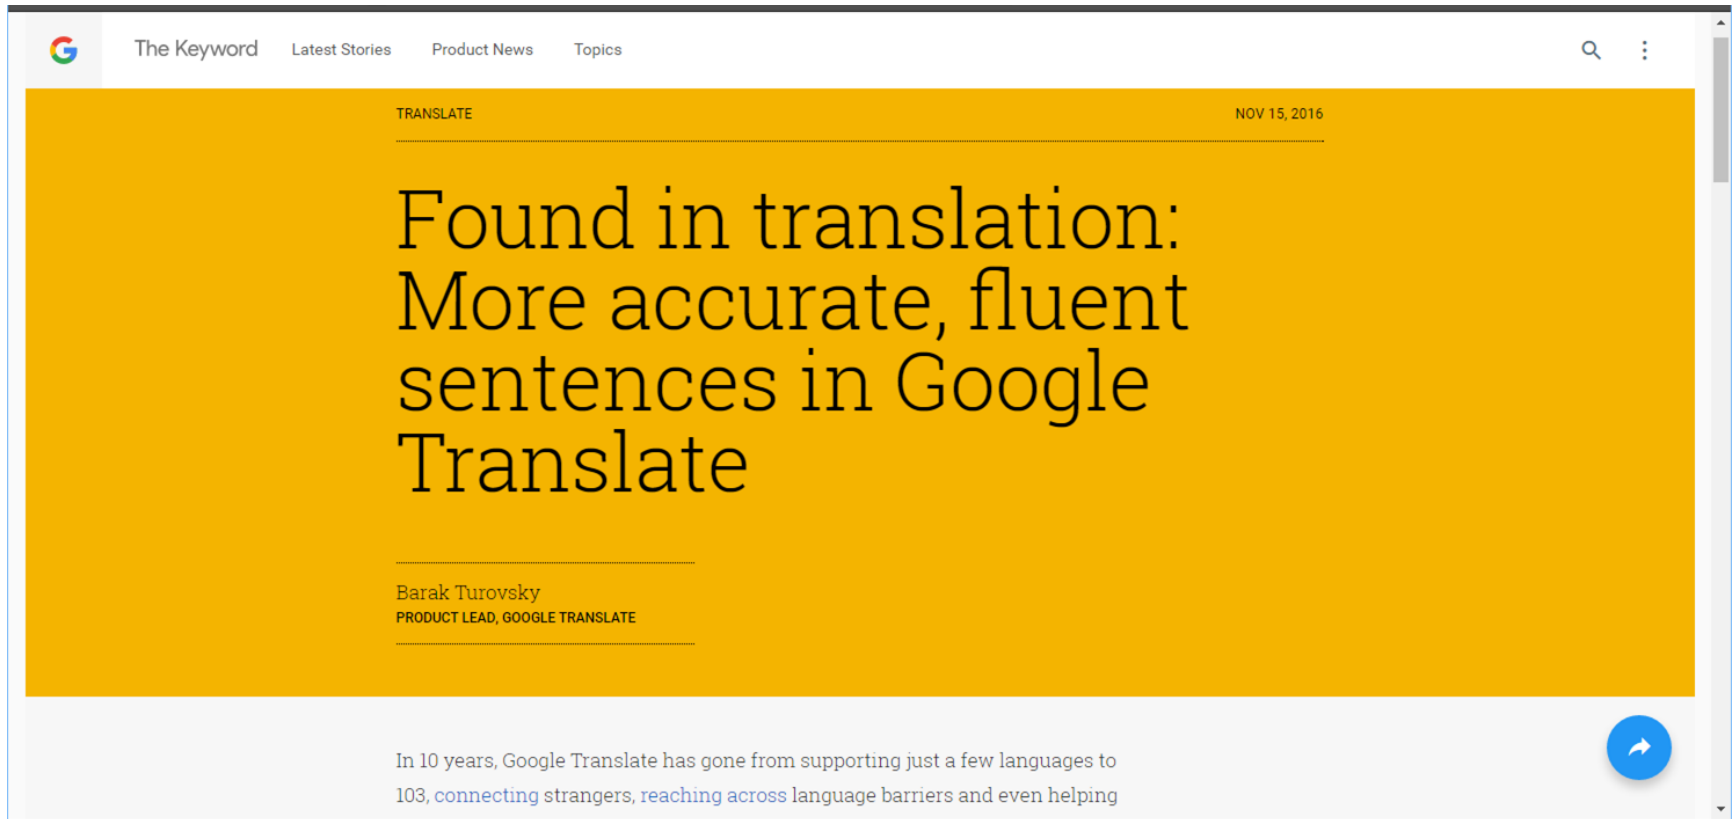 The Keyword
Latest Stories
Product News
Topics
TRANSLATE
NOV 15, 2016
Found in translation:
More accurate, fluent
sentences in Google
Translate
Barak Turovsky
PRODUCT LEAD, GOOGLE TRANSLATE
In 10 years, Google Translate has gone from supporting just a few languages to
103, connecting strangers, reaching across language barriers and even helping